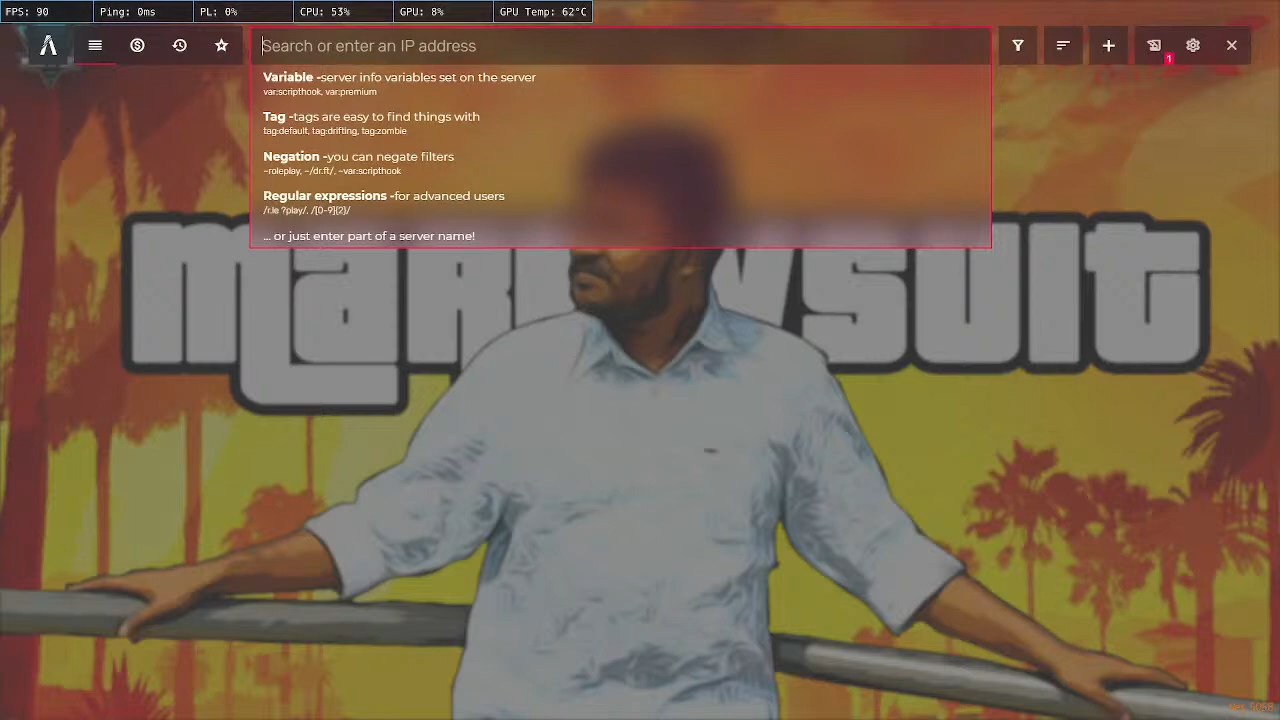 FPS: 90 Ping: 0ms PL: 0% CPU: 53% GPU: 8% GPU Temp: 62°C
Search or enter an IP address
1
Variable -server info variables set on the server
var:scripthook, var:premium
Tag -tags are easy to find things with
tag:default, tag:drifting, tag:zombie
Negation -you can negate filters
~roleplay, ~/dr.ft/, ~var:scripthook
Regular expressions -for advanced users
/r.le ?play/, /[0-9]{2}/
... or just enter part of a server name!